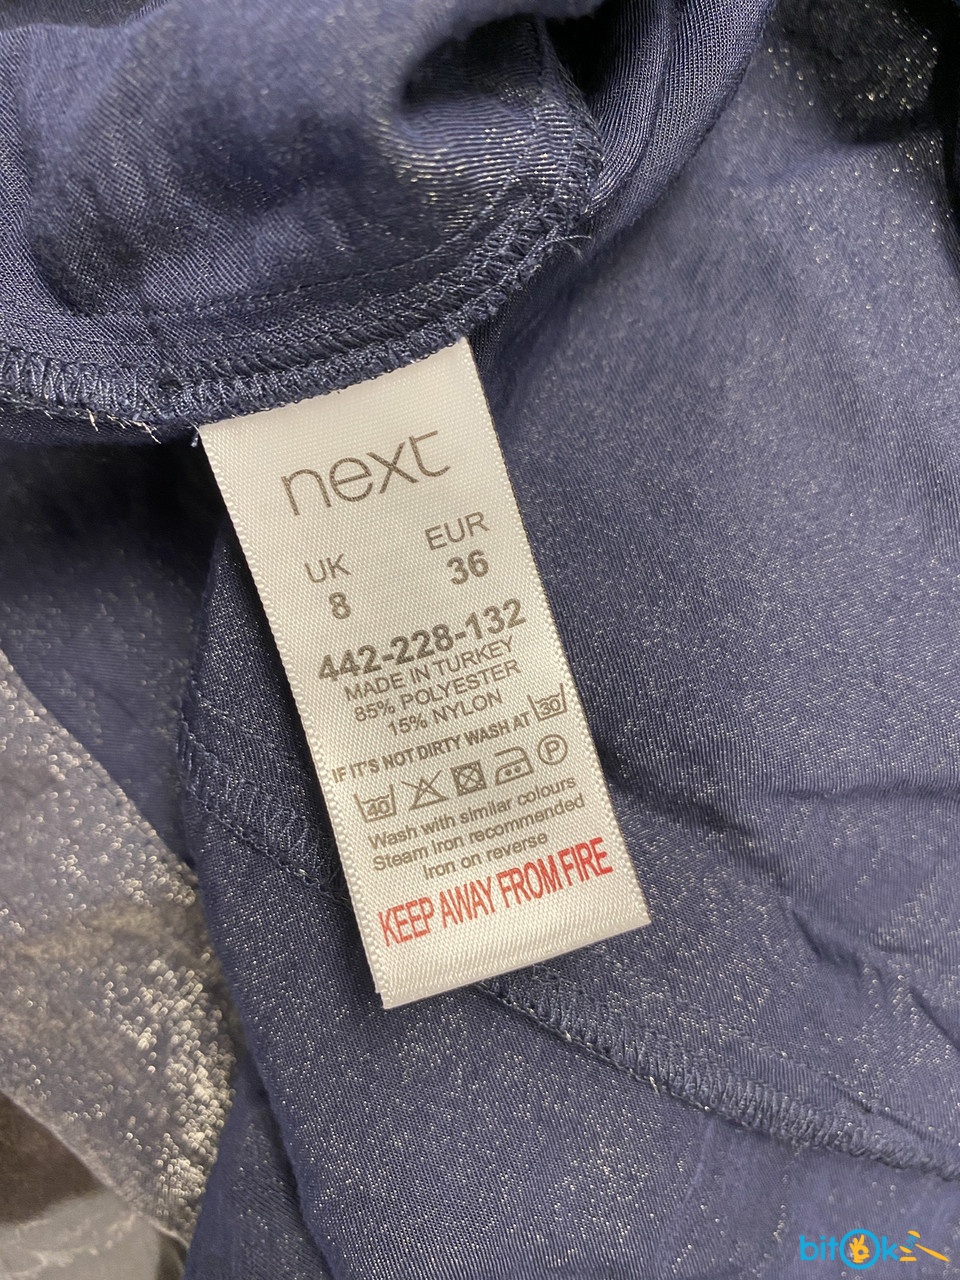 next
UK EUR
8 36
442-228-132
MADE IN TURKEY
85% POLYESTER
15% NYLON
IF IT'S NOT DIRTY WASH AT 30
40 P
Wash with similar colours
Steam Iron recommended
Iron on reverse
KEEP AWAY FROM FIRE
bitOk